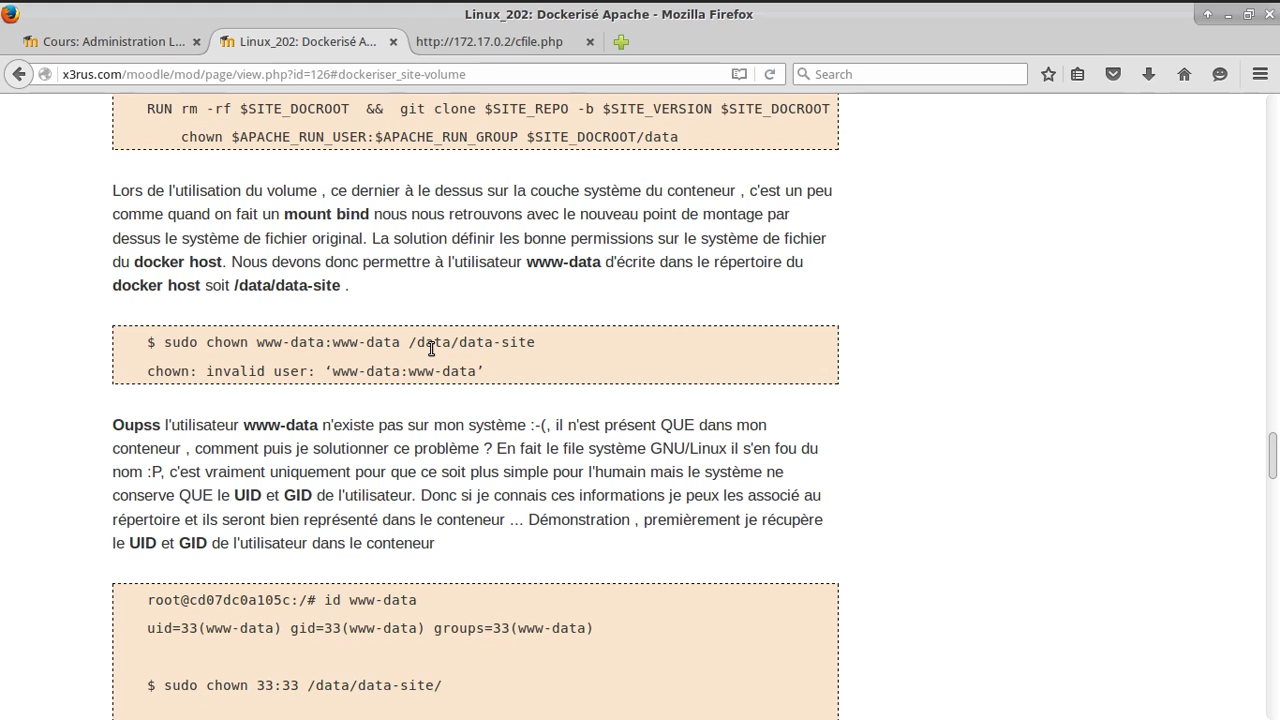 Linux_202: Dockerisé Apache - Mozilla Firefox
Cours: Administration L... Linux_202: Dockerisé A... http://172.17.0.2/cfile.php
x3rus.com/moodle/mod/page/view.php?id=126#dockeriser_site-volume Search
RUN rm -rf $SITE_DOCROOT && git clone $SITE_REPO -b $SITE_VERSION $SITE_DOCROOT
chown $APACHE_RUN_USER:$APACHE_RUN_GROUP $SITE_DOCROOT/data
Lors de l'utilisation du volume , ce dernier à le dessus sur la couche système du conteneur , c'est un peu
comme quand on fait un mount bind nous nous retrouvons avec le nouveau point de montage par
dessus le système de fichier original. La solution définir les bonne permissions sur le système de fichier
du docker host. Nous devons donc permettre à l'utilisateur www-data d'écrite dans le répertoire du
docker host soit /data/data-site .
$ sudo chown www-data:www-data /data/data-site
chown: invalid user: ‘www-data:www-data’
Oupss l'utilisateur www-data n'existe pas sur mon système :-(, il n'est présent QUE dans mon
conteneur , comment puis je solutionner ce problème ? En fait le file système GNU/Linux il s'en fou du
nom :P, c'est vraiment uniquement pour que ce soit plus simple pour l'humain mais le système ne
conserve QUE le UID et GID de l'utilisateur. Donc si je connais ces informations je peux les associé au
répertoire et ils seront bien représenté dans le conteneur ... Démonstration , premièrement je récupère
le UID et GID de l'utilisateur dans le conteneur
root@cd07dc0a105c:/# id www-data
uid=33(www-data) gid=33(www-data) groups=33(www-data)
$ sudo chown 33:33 /data/data-site/